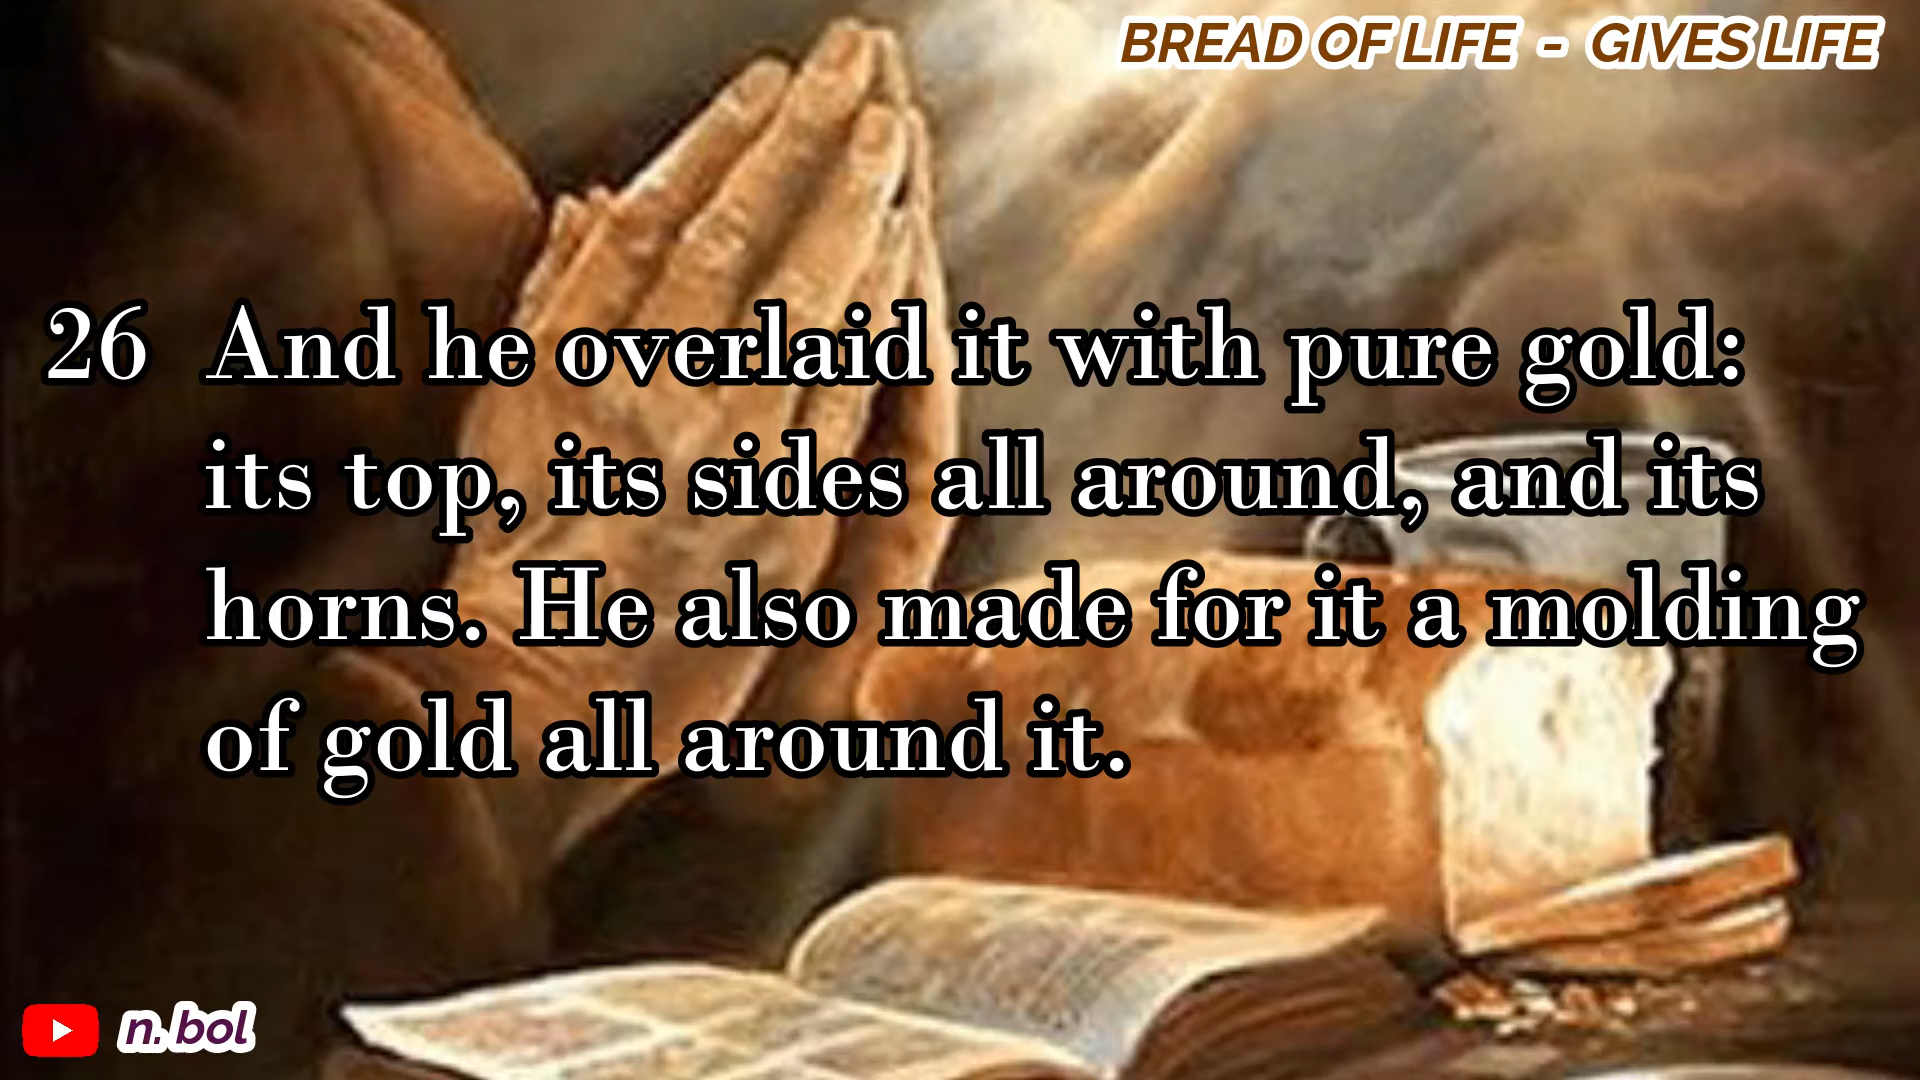 BREAD OF LIFE - GIVES LIFE
26 And he overlaid it with pure gold:
its top, its sides all around, and its
horns. He also made for it a molding
of gold all around it.
n. bol